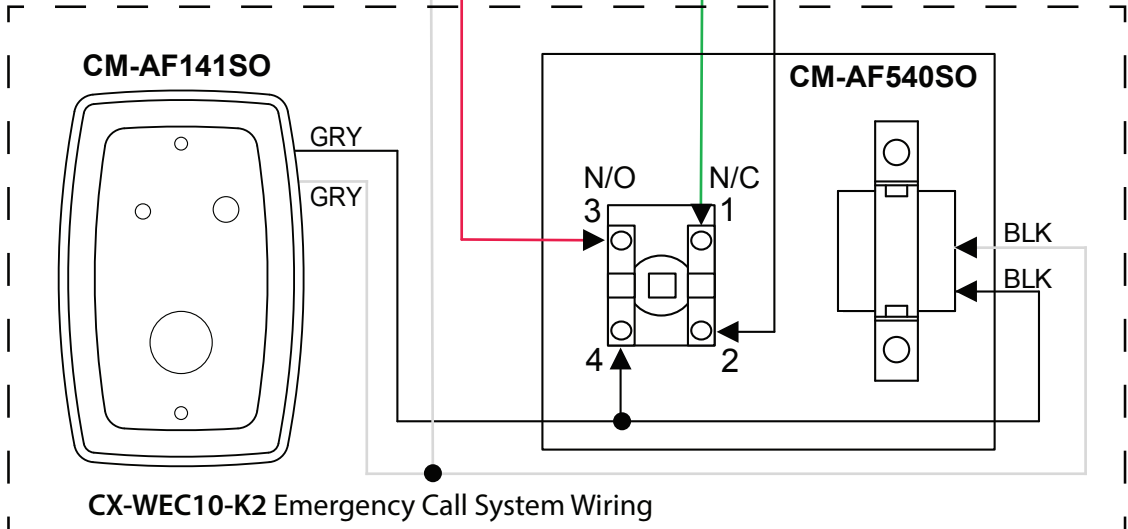 CM-AF141SO
CM-AF540SO
GRY
GRY
N/O
N/C
3
1
BLK
BLK
4
2
CX-WEC10-K2 Emergency Call System Wiring